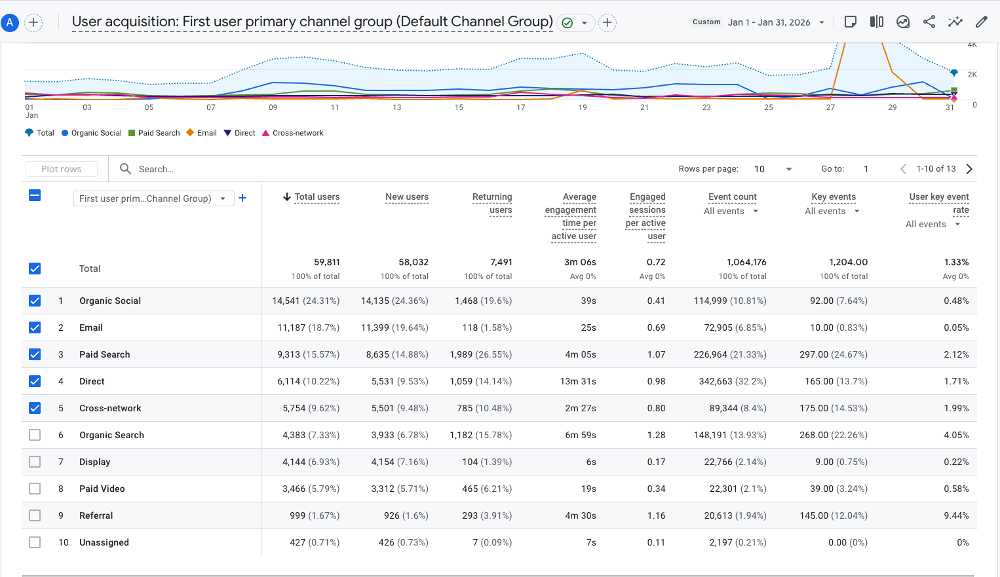 A
User acquisition: First user primary channel group (Default Channel Group)
Custom Jan 1 - Jan 31, 2026
4K
2K
0
01 03 05 07 09 11 13 15 17 19 21 23 25 27 29 31
Jan
Total Organic Social Paid Search Email Direct Cross-network
Plot rows Search... Rows per page: 10 Go to: 1 1-10 of 13
First user prim...Channel Group) Total users New users Returning users Average engagement time per active user Engaged sessions per active user Event count All events Key events All events User key event rate All events
Total 59,811 58,032 7,491 3m 06s 0.72 1,064,176 1,204.00 1.33%
100% of total 100% of total 100% of total Avg 0% Avg 0% 100% of total 100% of total Avg 0%
1 Organic Social 14,541 (24.31%) 14,135 (24.36%) 1,468 (19.6%) 39s 0.41 114,999 (10.81%) 92.00 (7.64%) 0.48%
2 Email 11,187 (18.7%) 11,399 (19.64%) 118 (1.58%) 25s 0.69 72,905 (6.85%) 10.00 (0.83%) 0.05%
3 Paid Search 9,313 (15.57%) 8,635 (14.88%) 1,989 (26.55%) 4m 05s 1.07 226,964 (21.33%) 297.00 (24.67%) 2.12%
4 Direct 6,114 (10.22%) 5,531 (9.53%) 1,059 (14.14%) 13m 31s 0.98 342,663 (32.2%) 165.00 (13.7%) 1.71%
5 Cross-network 5,754 (9.62%) 5,501 (9.48%) 785 (10.48%) 2m 27s 0.80 89,344 (8.4%) 175.00 (14.53%) 1.99%
6 Organic Search 4,383 (7.33%) 3,933 (6.78%) 1,182 (15.78%) 6m 59s 1.28 148,191 (13.93%) 268.00 (22.26%) 4.05%
7 Display 4,144 (6.93%) 4,154 (7.16%) 104 (1.39%) 6s 0.17 22,766 (2.14%) 9.00 (0.75%) 0.22%
8 Paid Video 3,466 (5.79%) 3,312 (5.71%) 465 (6.21%) 19s 0.34 22,301 (2.1%) 39.00 (3.24%) 0.58%
9 Referral 999 (1.67%) 926 (1.6%) 293 (3.91%) 4m 30s 1.16 20,613 (1.94%) 145.00 (12.04%) 9.44%
10 Unassigned 427 (0.71%) 426 (0.73%) 7 (0.09%) 7s 0.11 2,197 (0.21%) 0.00 (0%) 0%